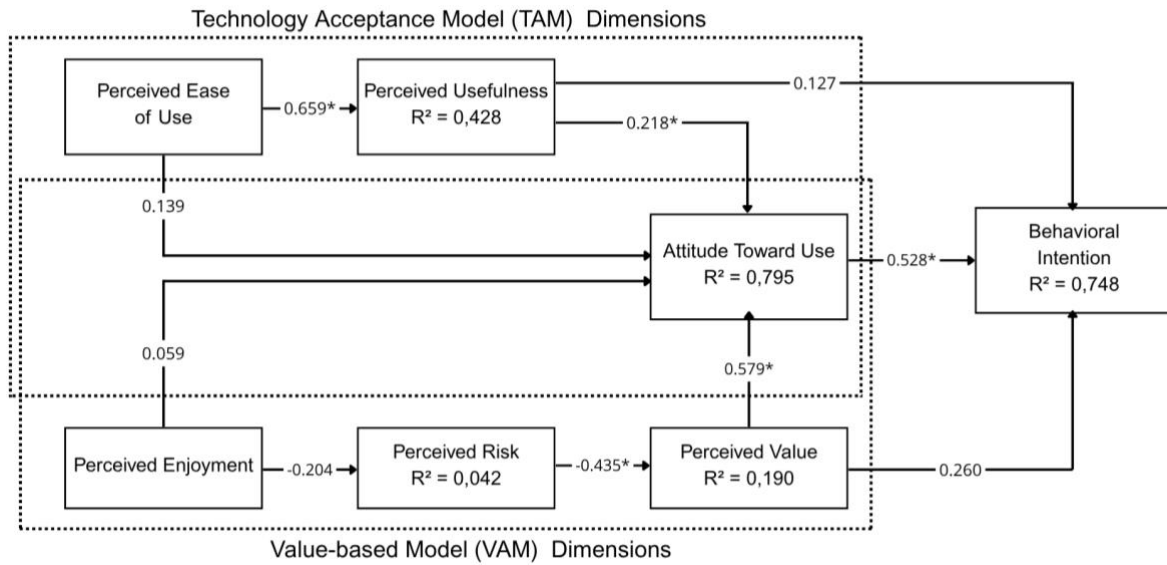 Technology Acceptance Model (TAM) Dimensions
Perceived Ease
of Use
0.659*
Perceived Usefulness
R² = 0,428
0.127
0.218*
0.139
Attitude Toward Use
R² = 0,795
0.528*
Behavioral
Intention
R² = 0,748
0.059
0.579*
Perceived Enjoyment
-0.204
Perceived Risk
R² = 0,042
-0.435*
Perceived Value
R² = 0,190
0.260
Value-based Model (VAM) Dimensions